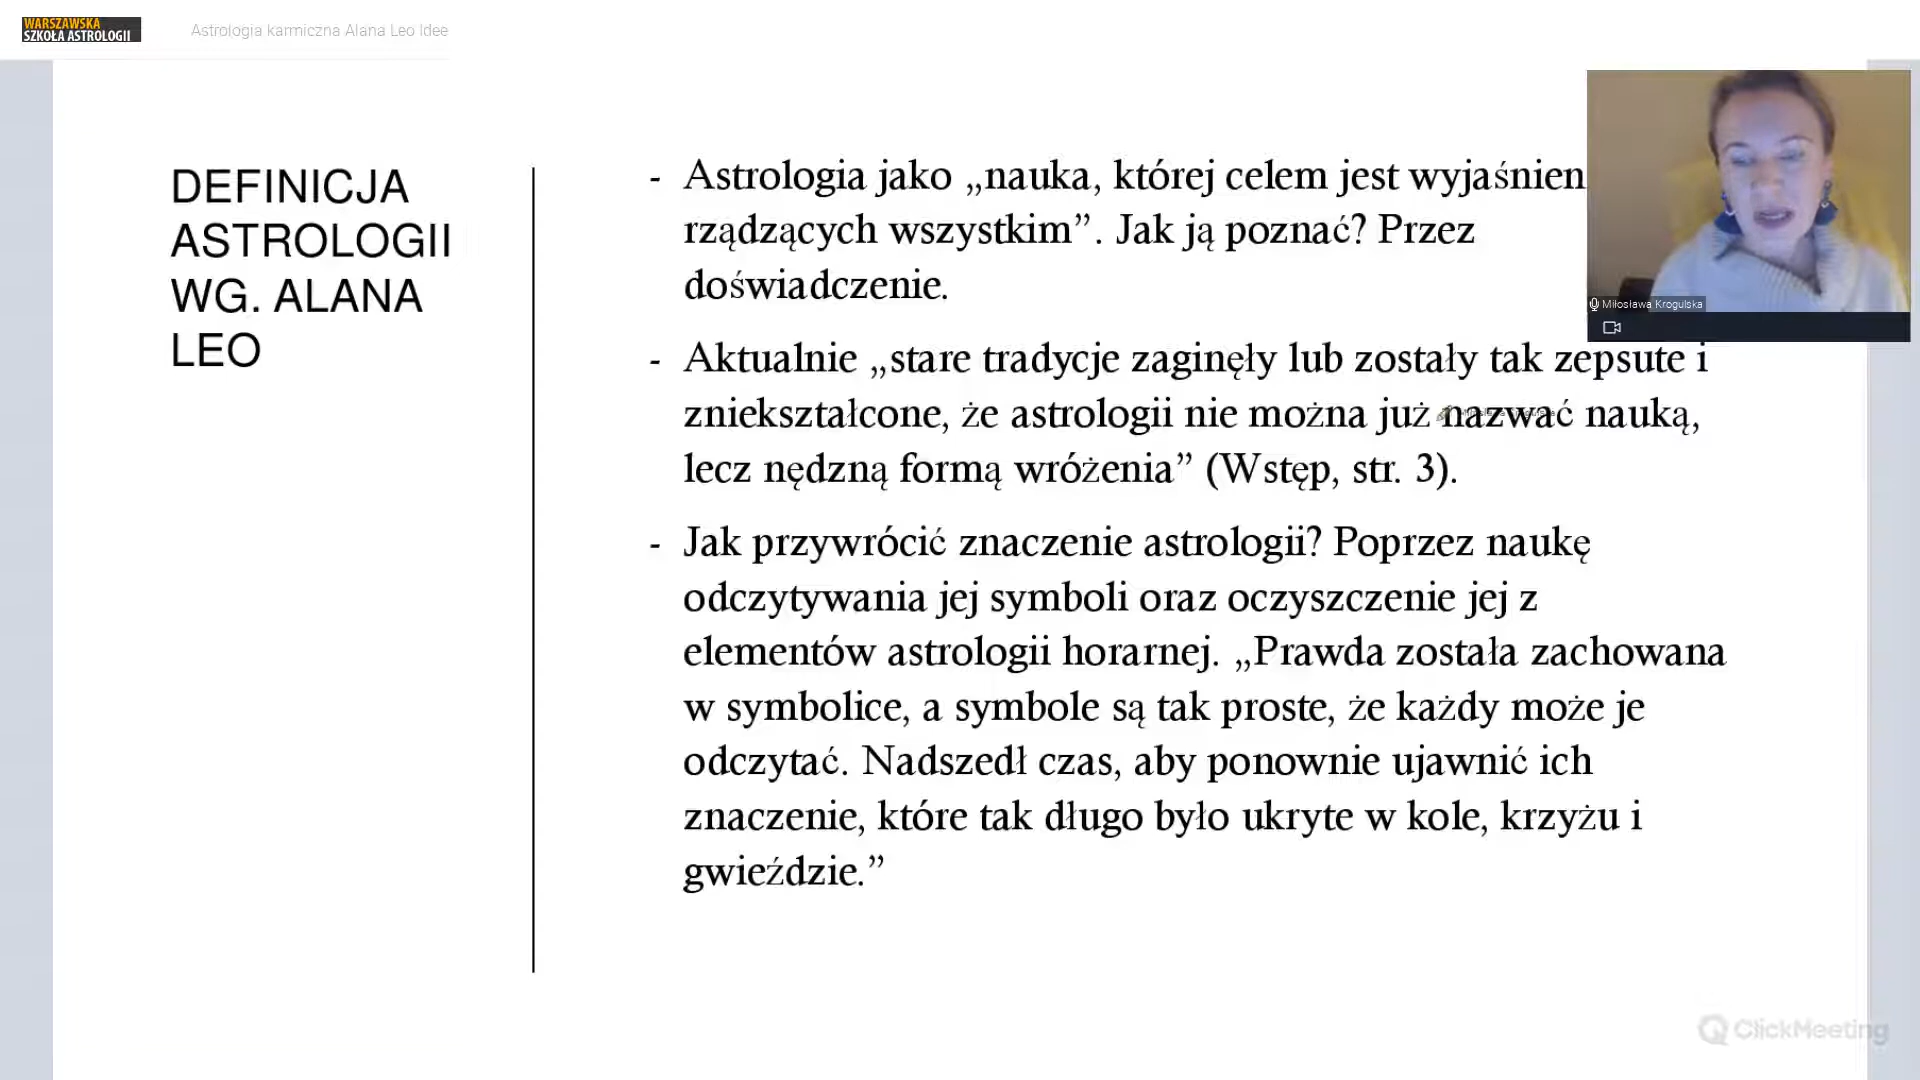 WARSZAWSKA
SZKOŁA ASTROLOGII
Astrologia karmiczna Alana Leo Idee
DEFINICJA
ASTROLOGII
WG. ALANA
LEO
- Astrologia jako „nauka, której celem jest wyjaśnien
rządzących wszystkim”. Jak ją poznać? Przez
doświadczenie.
- Aktualnie „stare tradycje zaginęły lub zostały tak zepsute i
zniekształcone, że astrologii nie można już nazwać nauką,
lecz nędzną formą wróżenia” (Wstęp, str. 3).
- Jak przywrócić znaczenie astrologii? Poprzez naukę
odczytywania jej symboli oraz oczyszczenie jej z
elementów astrologii horarnej. „Prawda została zachowana
w symbolice, a symbole są tak proste, że każdy może je
odczytać. Nadszedł czas, aby ponownie ujawnić ich
znaczenie, które tak długo było ukryte w kole, krzyżu i
gwieździe.”
Miłosława Krogulska
ClickMeeting